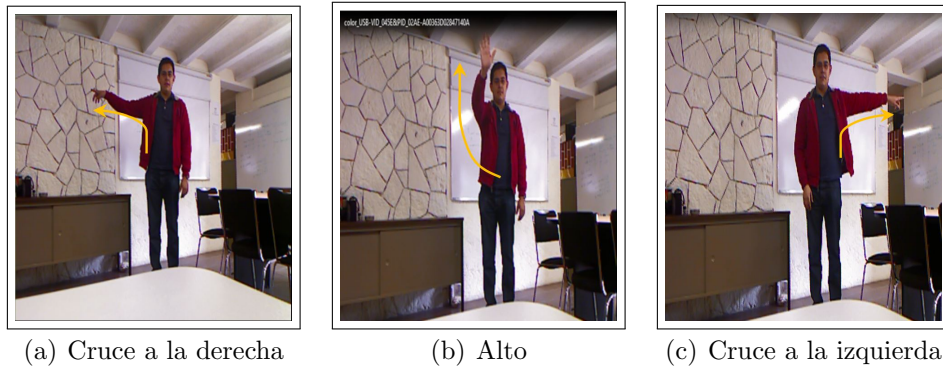 color_USB-VID_045E&PID_02AE-A00363D02847140A
(a) Cruce a la derecha
(b) Alto
(c) Cruce a la izquierda